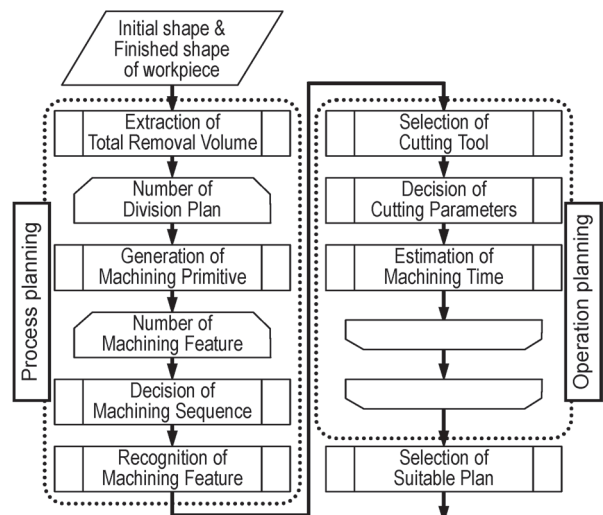 Initial shape &
Finished shape
of workpiece
Process planning
Extraction of
Total Removal Volume
Number of
Division Plan
Generation of
Machining Primitive
Number of
Machining Feature
Decision of
Machining Sequence
Recognition of
Machining Feature
Selection of
Cutting Tool
Decision of
Cutting Parameters
Estimation of
Machining Time
Operation planning
Selection of
Suitable Plan